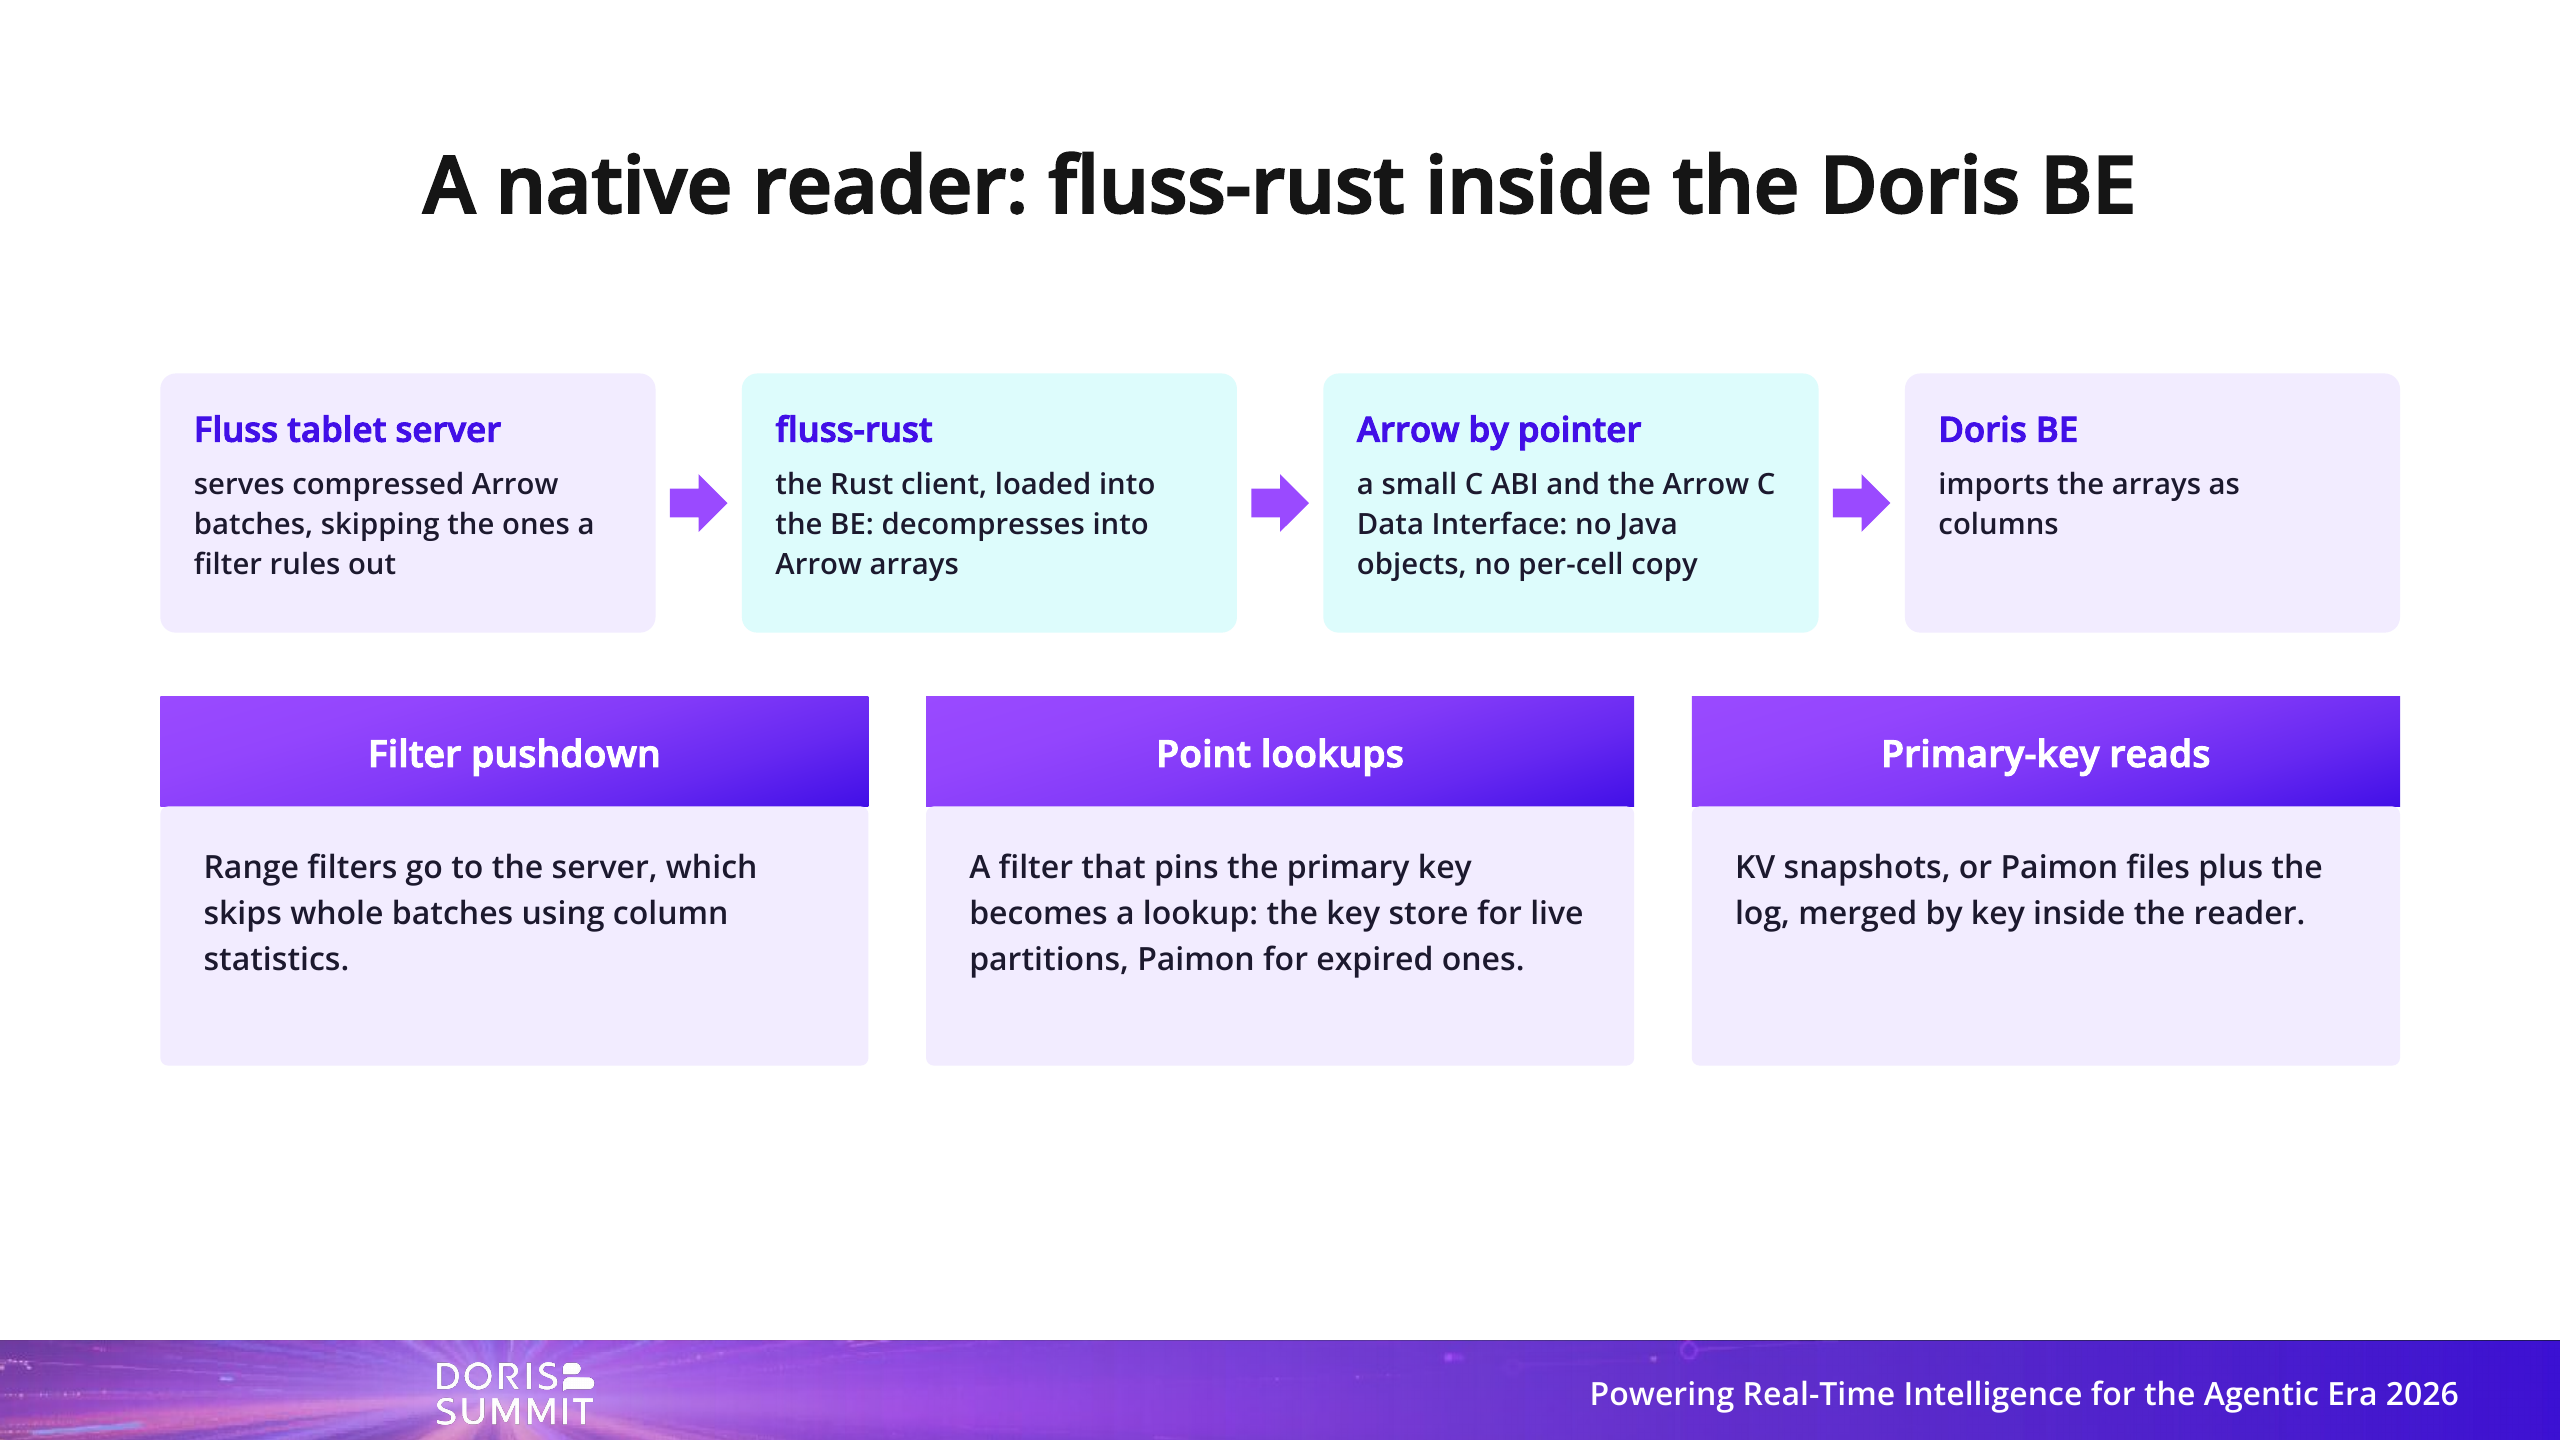 A native reader: fluss-rust inside the Doris BE
Fluss tablet server
serves compressed Arrow
batches, skipping the ones a
filter rules out
fluss-rust
the Rust client, loaded into
the BE: decompresses into
Arrow arrays
Arrow by pointer
a small C ABI and the Arrow C
Data Interface: no Java
objects, no per-cell copy
Doris BE
imports the arrays as
columns
Filter pushdown
Range filters go to the server, which
skips whole batches using column
statistics.
Point lookups
A filter that pins the primary key
becomes a lookup: the key store for live
partitions, Paimon for expired ones.
Primary-key reads
KV snapshots, or Paimon files plus the
log, merged by key inside the reader.
DORIS
SUMMIT
Powering Real-Time Intelligence for the Agentic Era 2026